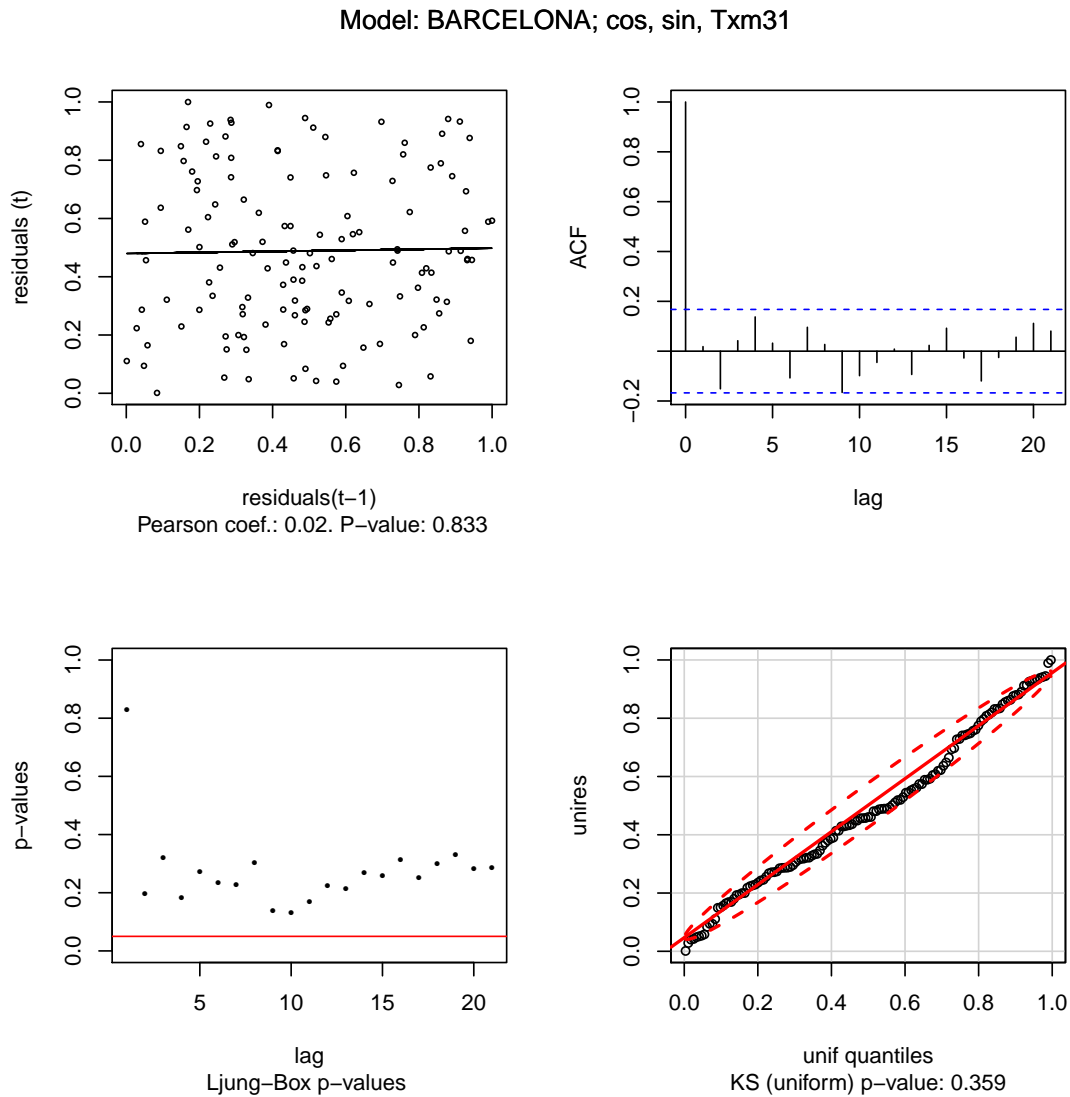 Model: BARCELONA; cos, sin, Txm31
residuals (t)
0.0 0.2 0.4 0.6 0.8 1.0
0.0 0.2 0.4 0.6 0.8 1.0
residuals(t−1)
Pearson coef.: 0.02. P−value: 0.833
ACF
−0.2 0.2 0.4 0.6 0.8 1.0
0 5 10 15 20
lag
p−values
0.0 0.2 0.4 0.6 0.8 1.0
5 10 15 20
lag
Ljung−Box p−values
unires
0.0 0.2 0.4 0.6 0.8 1.0
0.0 0.2 0.4 0.6 0.8 1.0
unif quantiles
KS (uniform) p−value: 0.359